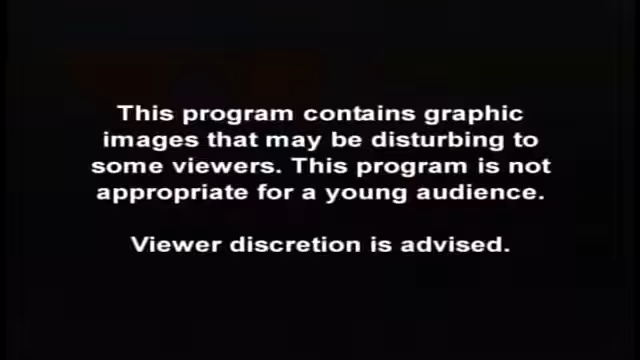 This program contains graphic
images that may be disturbing to
some viewers. This program is not
appropriate for a young audience.
Viewer discretion is advised.